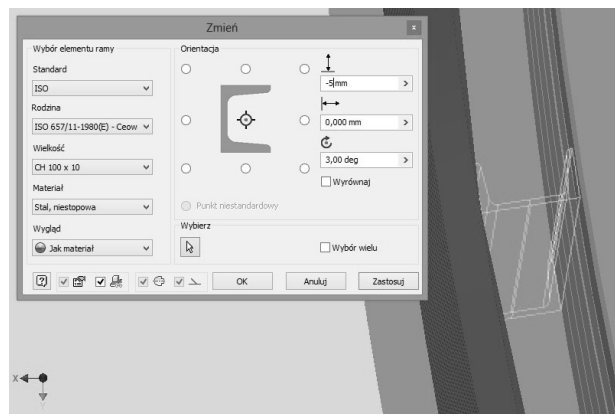 Zmień
x
Wybór elementu ramy
Standard
ISO
Rodzina
ISO 657/11-1980(E) - Ceow
Wielkość
CH 100 x 10
Materiał
Stal, niestopowa
Wygląd
Jak materiał
Orientacja
-5mm
0,000 mm
3,00 deg
Wyrównaj
Punkt niestandardowy
Wybierz
Wybór wielu
OK
Anuluj
Zastosuj
X
Y